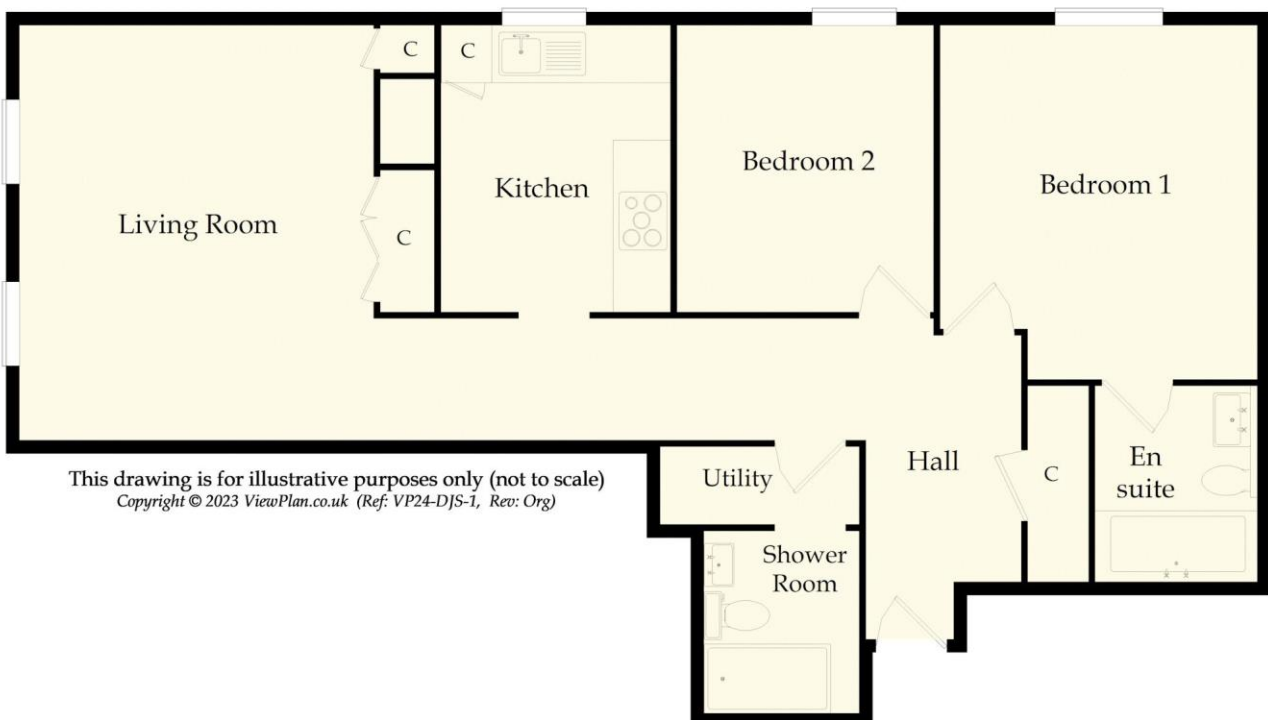 C
C
Bedroom 2
Kitchen
Bedroom 1
Living Room
C
Hall
En
suite
Utility
C
This drawing is for illustrative purposes only (not to scale)
Copyright © 2023 ViewPlan.co.uk (Ref: VP24-DJS-1, Rev: Org)
Shower
Room